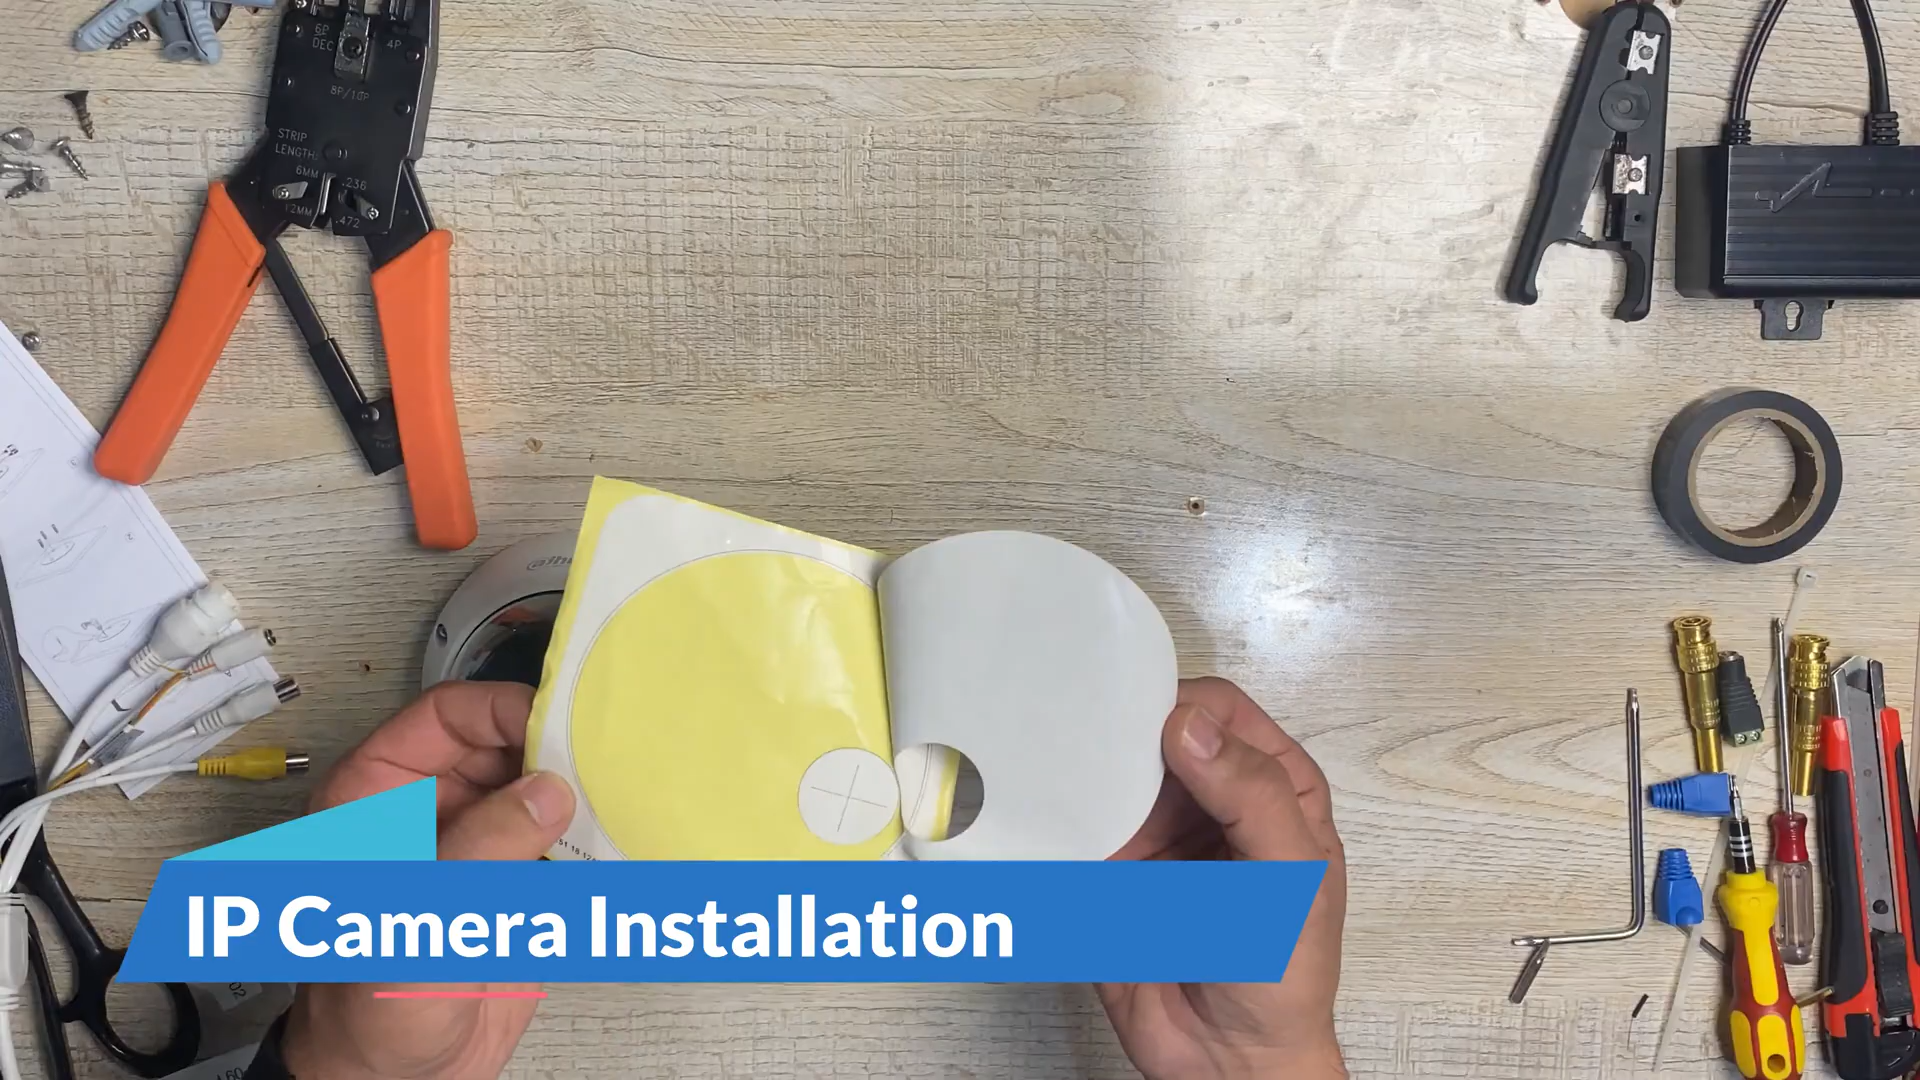 6P
DEC
4P
8P/10P
STRIP
LENGTH:
6MM
.236
12MM
.472
IP Camera Installation